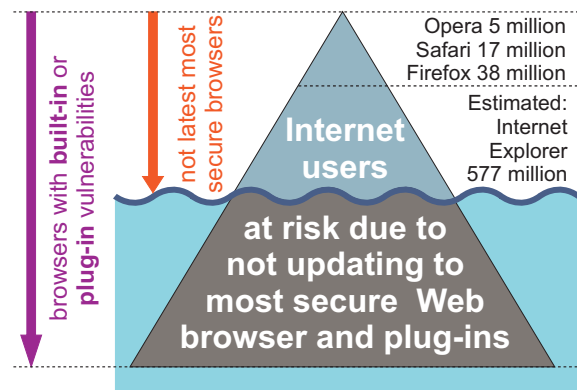 Opera 5 million
Safari 17 million
Firefox 38 million
Estimated:
Internet
Explorer
577 million
browsers with built-in or
plug-in vulnerabilities
not latest most
secure browsers
Internet
users
at risk due to
not updating to
most secure Web
browser and plug-ins